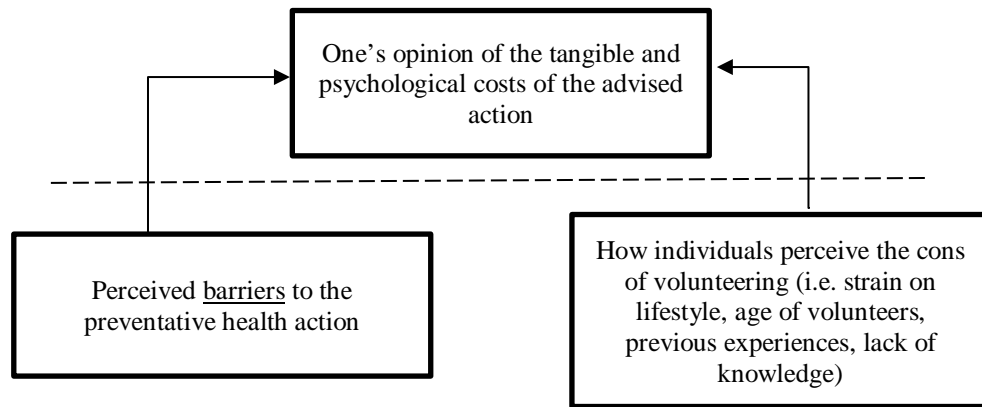 One’s opinion of the tangible and
psychological costs of the advised
action
Perceived barriers to the
preventative health action
How individuals perceive the cons
of volunteering (i.e. strain on
lifestyle, age of volunteers,
previous experiences, lack of
knowledge)